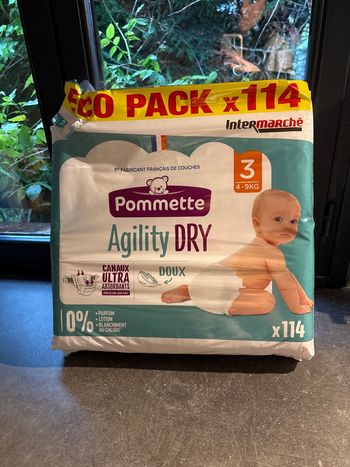 ECO PACK x114
Intermarché
1er FABRICANT FRANÇAIS DE COUCHES
3
4-9KG
Pommette
Agility DRY
CANAUX
ULTRA
ABSORBANTS
DOUX
0%
• PARFUM
• LOTION
• BLANCHIMENT
AU CHLORE
x114